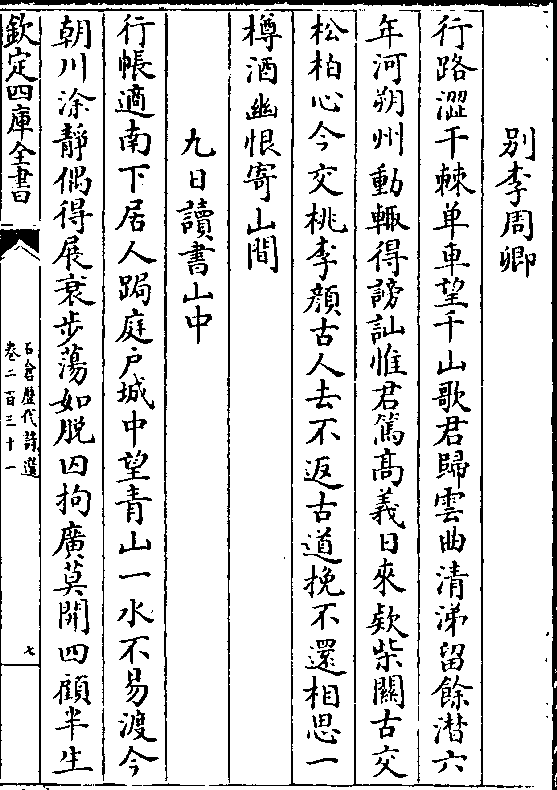 別李周卿
行路澀千棘单車望千山歌君歸雲曲清涕留餘潸六
年河朔州動輒得謗訕惟君篤髙義日來欵柴闗古交
松柏心今交桃李顔古人去不返古道挽不還相思一
樽酒幽恨寄山間
九日讀書山中
行帳適南下居人跼庭户城中望青山一水不易渡今
朝川涂靜偶得展衰步蕩如脱囚拘廣莫開四顧半生
欽定四庫全書
石倉歴代詩選
卷二百三十一
七